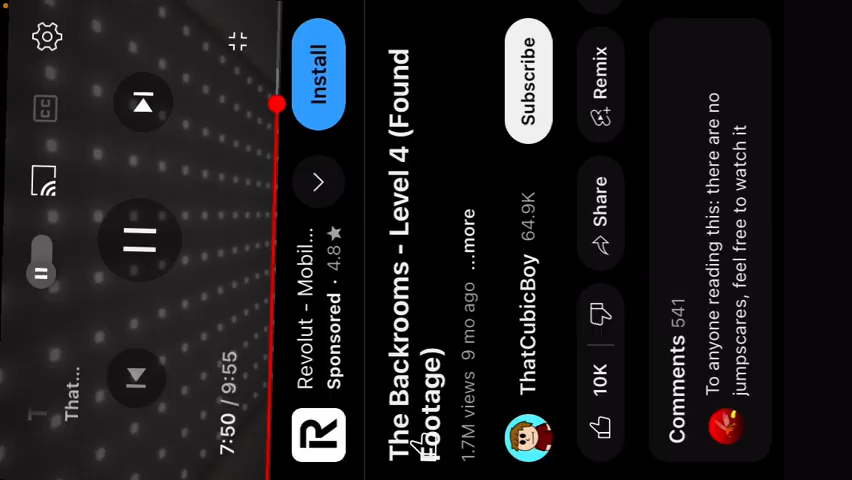 CC
T
That...
7:50 / 9:55
R
Revolut - Mobil...
Sponsored · 4.8★
Install
The Backrooms - Level 4 (Found
Footage)
1.7M views 9 mo ago ...more
ThatCubicBoy 64.9K
Subscribe
10K
Share
Remix
Comments 541
To anyone reading this: there are no
jumpscares, feel free to watch it